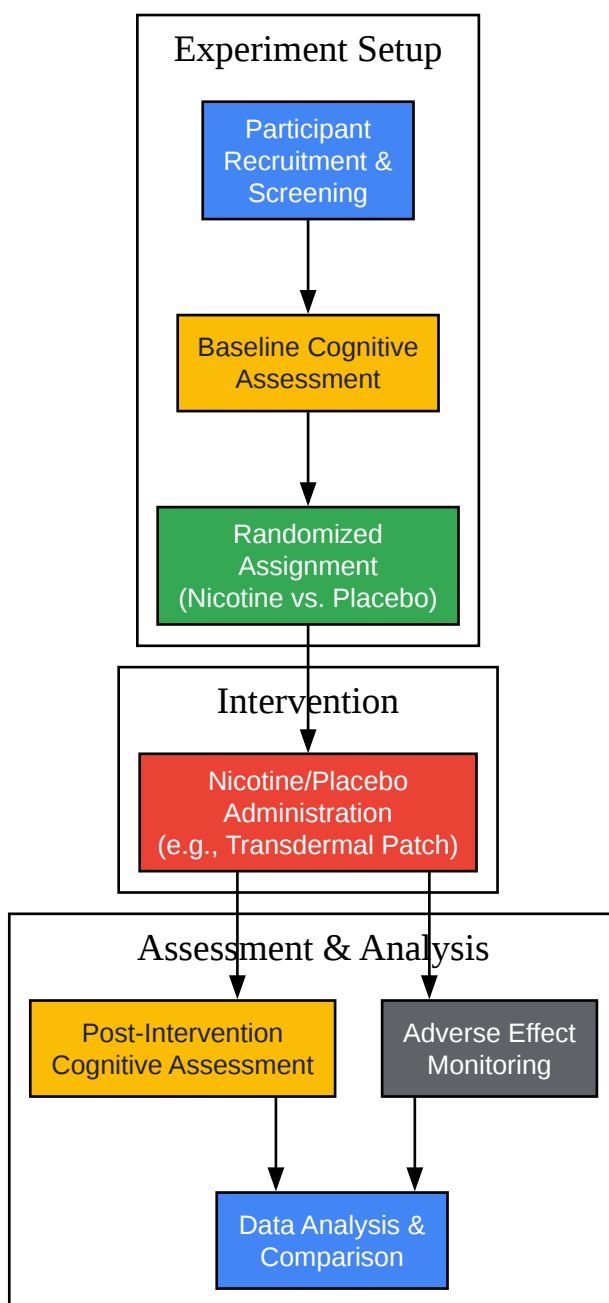 Experiment Setup
Participant
Recruitment &
Screening
Baseline Cognitive
Assessment
Randomized
Assignment
(Nicotine vs. Placebo)
Intervention
Nicotine/Placebo
Administration
(e.g., Transdermal Patch)
Assessment & Analysis
Post-Intervention
Cognitive Assessment
Adverse Effect
Monitoring
Data Analysis &
Comparison